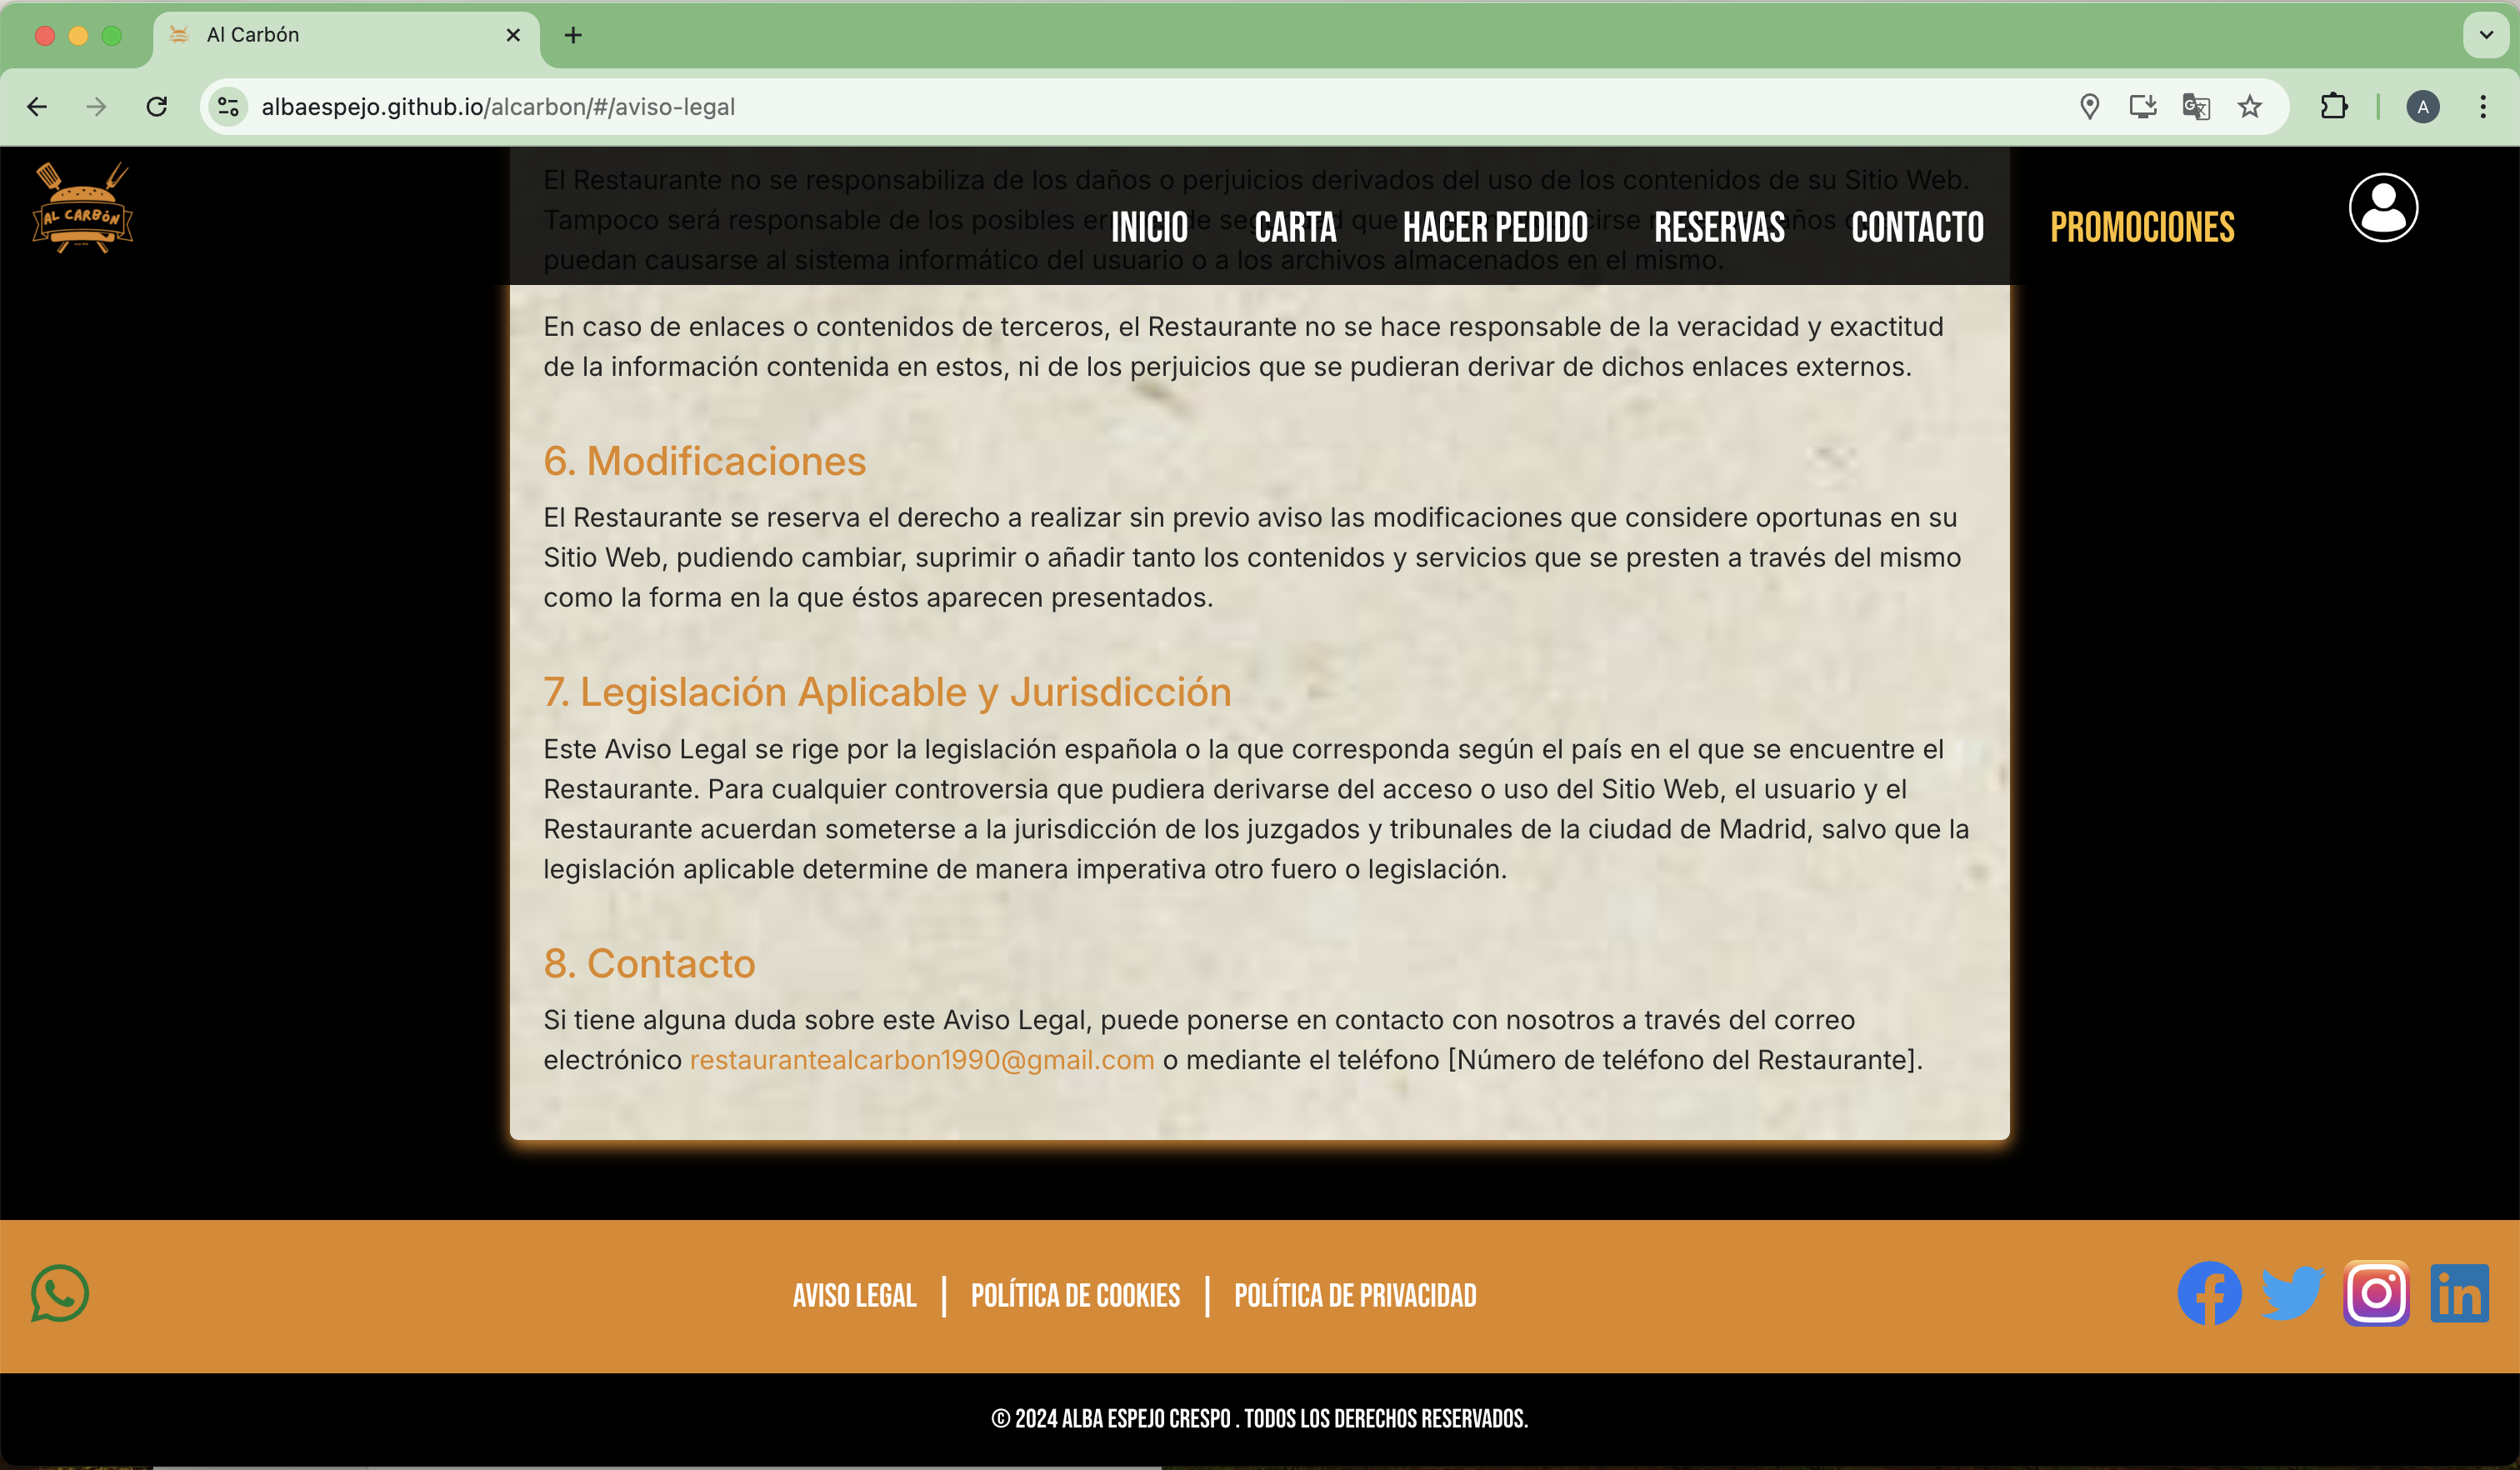 Al Carbón
albaespejo.github.io/alcarbon/#/aviso-legal
A
AL CARBÓN
INICIO CARTA HACER PEDIDO RESERVAS CONTACTO PROMOCIONES
El Restaurante no se responsabiliza de los daños o perjuicios derivados del uso de los contenidos de su Sitio Web.
Tampoco será responsable de los posibles de que daños
puedan causarse al sistema informático del usuario o a los archivos almacenados en el mismo.
En caso de enlaces o contenidos de terceros, el Restaurante no se hace responsable de la veracidad y exactitud
de la información contenida en estos, ni de los perjuicios que se pudieran derivar de dichos enlaces externos.
6. Modificaciones
El Restaurante se reserva el derecho a realizar sin previo aviso las modificaciones que considere oportunas en su
Sitio Web, pudiendo cambiar, suprimir o añadir tanto los contenidos y servicios que se presten a través del mismo
como la forma en la que éstos aparecen presentados.
7. Legislación Aplicable y Jurisdicción
Este Aviso Legal se rige por la legislación española o la que corresponda según el país en el que se encuentre el
Restaurante. Para cualquier controversia que pudiera derivarse del acceso o uso del Sitio Web, el usuario y el
Restaurante acuerdan someterse a la jurisdicción de los juzgados y tribunales de la ciudad de Madrid, salvo que la
legislación aplicable determine de manera imperativa otro fuero o legislación.
8. Contacto
Si tiene alguna duda sobre este Aviso Legal, puede ponerse en contacto con nosotros a través del correo
electrónico restaurantealcarbon1990@gmail.com o mediante el teléfono [Número de teléfono del Restaurante].
AVISO LEGAL | POLÍTICA DE COOKIES | POLÍTICA DE PRIVACIDAD
© 2024 ALBA ESPEJO CRESPO . TODOS LOS DERECHOS RESERVADOS.